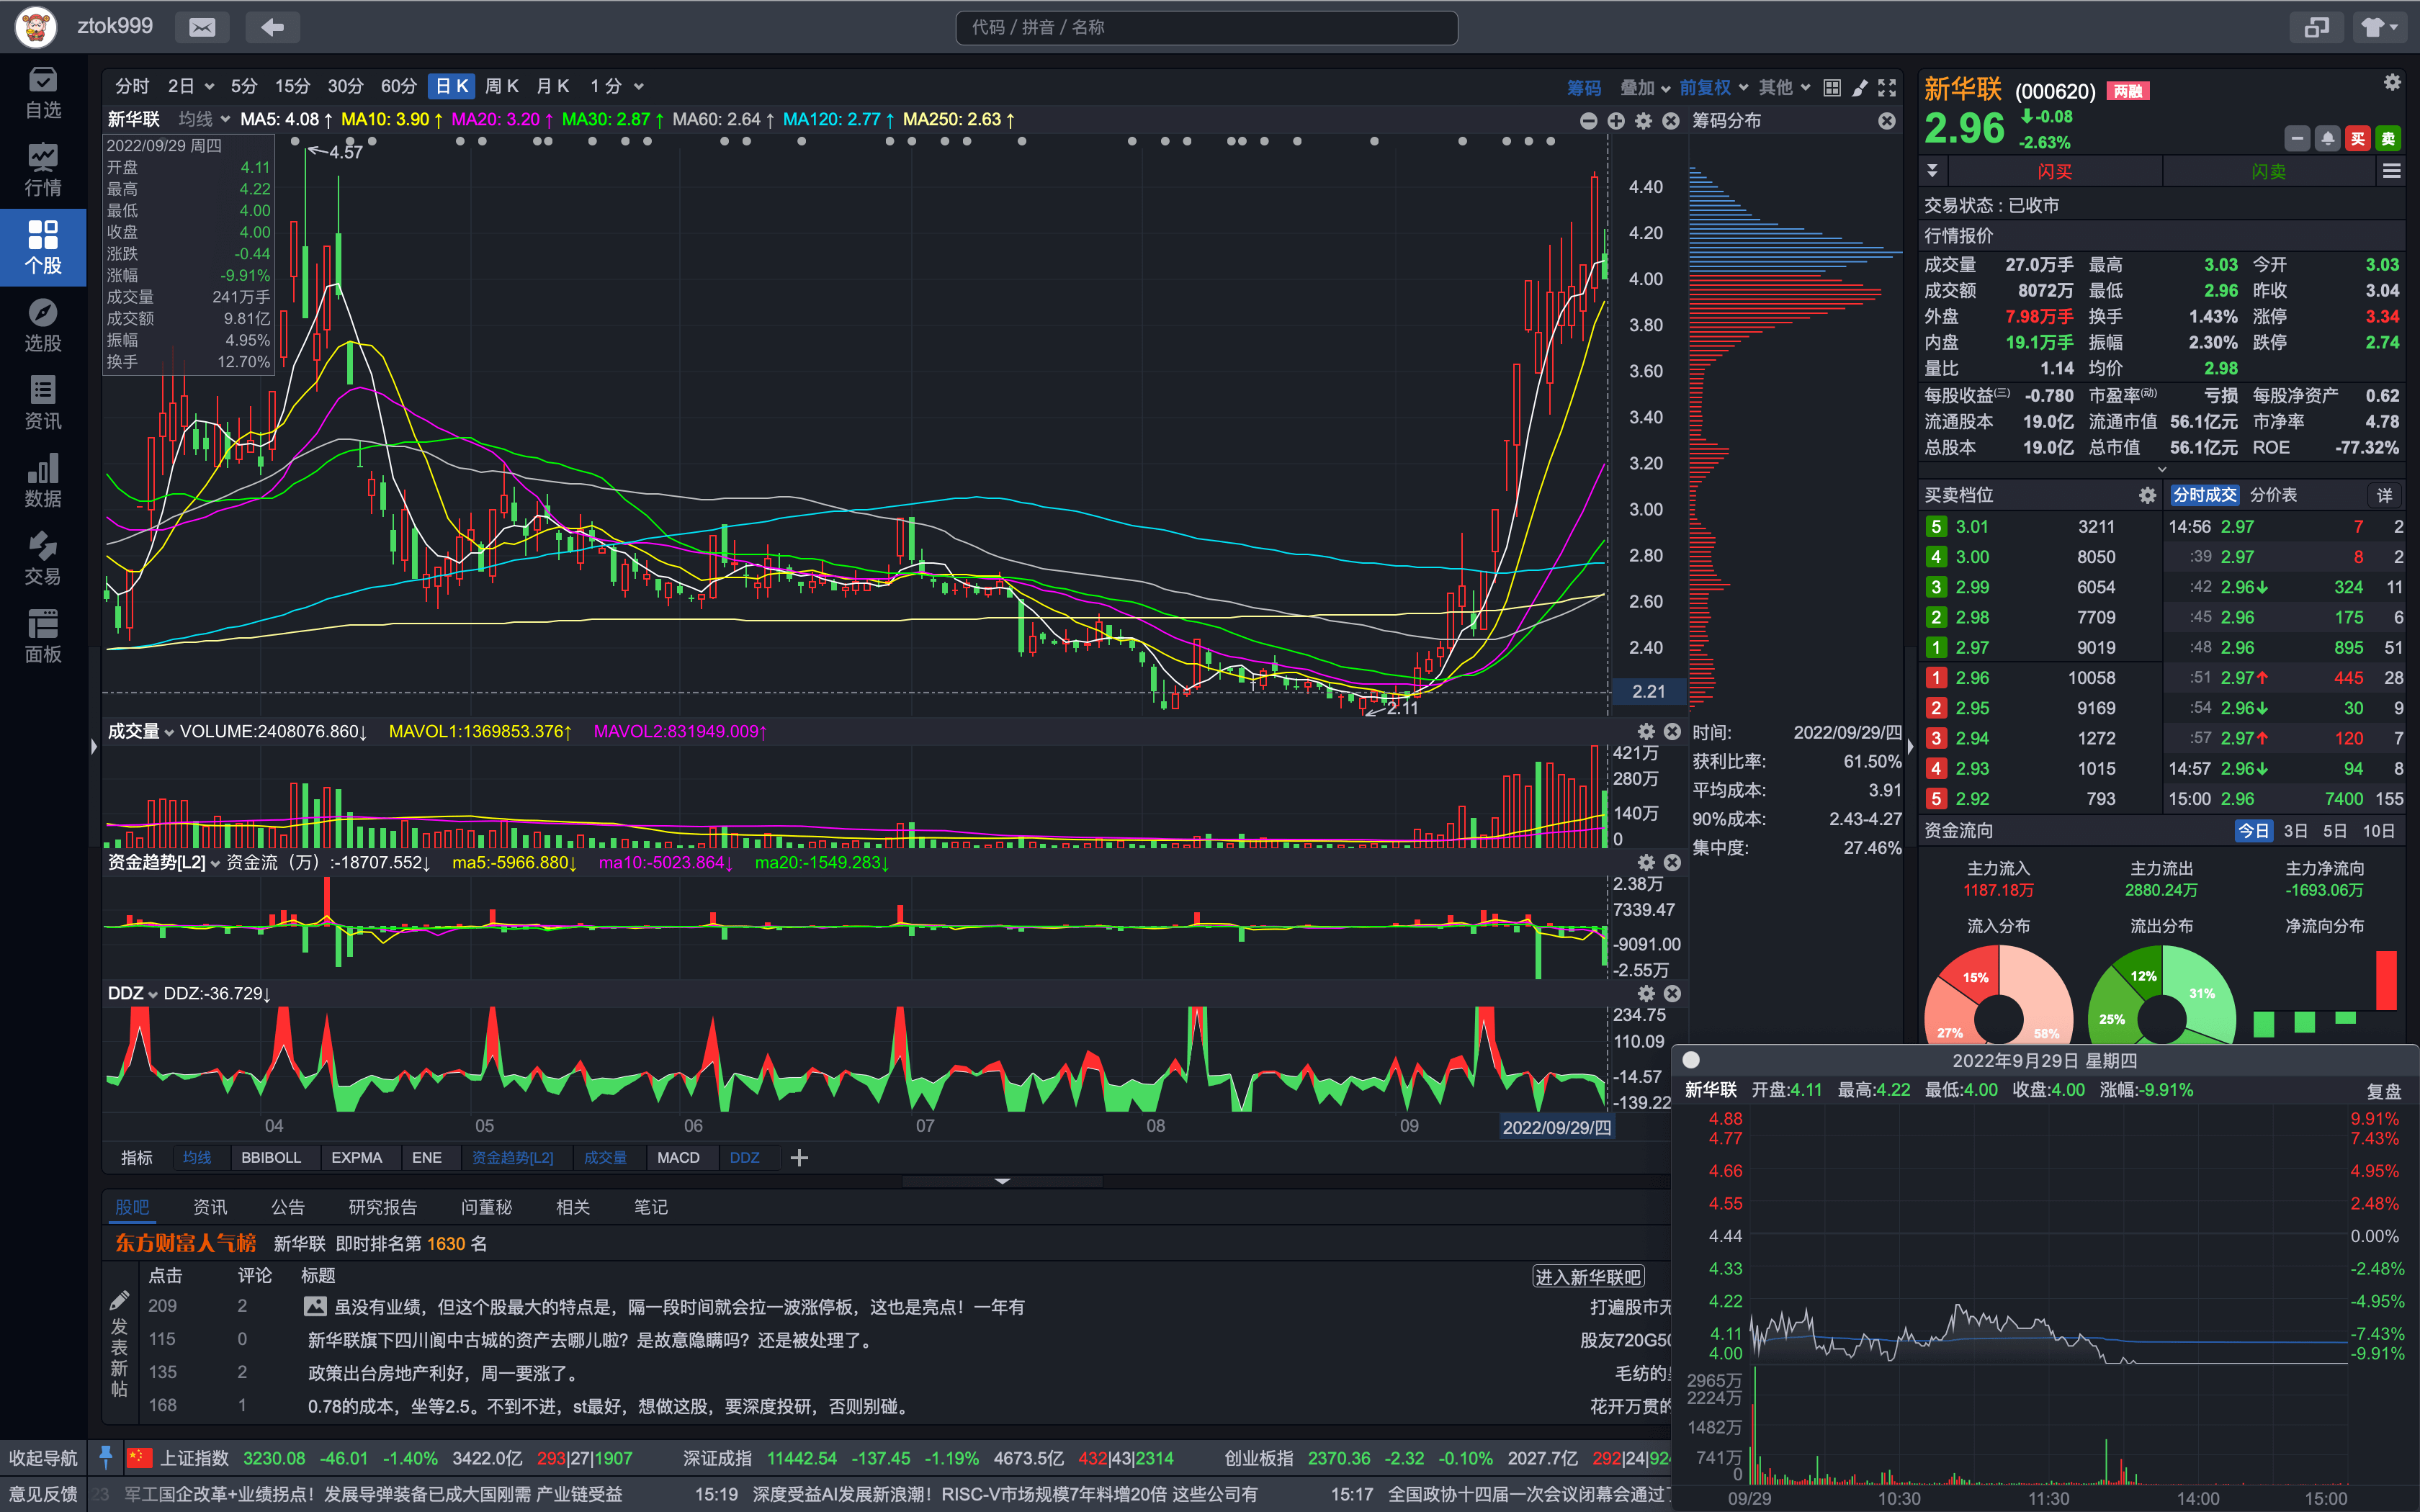 ztok999
代码 / 拼音 / 名称
自选
行情
个股
选股
资讯
数据
交易
面板
分时 2日 5分 15分 30分 60分 日K 周K 月K 1分 筹码 叠加 前复权 其他
新华联 均线 MA5: 4.08↑ MA10: 3.90↑ MA20: 3.20↑ MA30: 2.87↑ MA60: 2.64↑ MA120: 2.77↑ MA250: 2.63↑
筹码分布
2022/09/29 周四
开盘 4.11
最高 4.22
最低 4.00
收盘 4.00
涨跌 -0.44
涨幅 -9.91%
成交量 241万手
成交额 9.81亿
振幅 4.95%
换手 12.70%
4.57
2.11
4.40
4.20
4.00
3.80
3.60
3.40
3.20
3.00
2.80
2.60
2.40
2.21
成交量 VOLUME:2408076.860↓ MAVOL1:1369853.376↑ MAVOL2:831949.009↑
421万
280万
140万
0
资金趋势[L2] 资金流（万）:-18707.552↓ ma5:-5966.880↓ ma10:-5023.864↓ ma20:-1549.283↓
2.38万
7339.47
-9091.00
-2.55万
DDZ DDZ:-36.729↓
234.75
110.09
-14.57
-139.22
04 05 06 07 08 09 2022/09/29/四
时间: 2022/09/29/四
获利比率: 61.50%
平均成本: 3.91
90%成本: 2.43-4.27
集中度: 27.46%
指标 均线 BBIBOLL EXPMA ENE 资金趋势[L2] 成交量 MACD DDZ
股吧 资讯 公告 研究报告 问董秘 相关 笔记
东方财富人气榜 新华联 即时排名第 1630 名
点击 评论 标题 进入新华联吧
209 2 虽没有业绩，但这个股最大的特点是，隔一段时间就会拉一波涨停板，这也是亮点！一年有 打遍股市无
115 0 新华联旗下四川阆中古城的资产去哪儿啦？是故意隐瞒吗？还是被处理了。 股友720G50
135 2 政策出台房地产利好，周一要涨了。 毛纺的
168 1 0.78的成本，坐等2.5。不到不进，st最好，想做这股，要深度投研，否则别碰。 花开万贯的
发表新帖
新华联 (000620) 两融
2.96 -0.08
-2.63%
买 卖
闪买 闪卖
交易状态：已收市
行情报价
成交量 27.0万手 最高 3.03 今开 3.03
成交额 8072万 最低 2.96 昨收 3.04
外盘 7.98万手 换手 1.43% 涨停 3.34
内盘 19.1万手 振幅 2.30% 跌停 2.74
量比 1.14 均价 2.98
每股收益(三) -0.780 市盈率(动) 亏损 每股净资产 0.62
流通股本 19.0亿 流通市值 56.1亿元 市净率 4.78
总股本 19.0亿 总市值 56.1亿元 ROE -77.32%
买卖档位 分时成交 分价表 详
5 3.01 3211 14:56 2.97 7 2
4 3.00 8050 :39 2.97 8 2
3 2.99 6054 :42 2.96↓ 324 11
2 2.98 7709 :45 2.96 175 6
1 2.97 9019 :48 2.96 895 51
1 2.96 10058 :51 2.97↑ 445 28
2 2.95 9169 :54 2.96↓ 30 9
3 2.94 1272 :57 2.97↑ 120 7
4 2.93 1015 14:57 2.96↓ 94 8
5 2.92 793 15:00 2.96 7400 155
资金流向 今日 3日 5日 10日
主力流入 主力流出 主力净流向
1187.18万 2880.24万 -1693.06万
流入分布 流出分布 净流向分布
15% 27% 58%
12% 31% 25%
2022年9月29日 星期四
新华联 开盘:4.11 最高:4.22 最低:4.00 收盘:4.00 涨幅:-9.91% 复盘
4.88 9.91%
4.77 7.43%
4.66 4.95%
4.55 2.48%
4.44 0.00%
4.33 -2.48%
4.22 -4.95%
4.11 -7.43%
4.00 -9.91%
2965万
2224万
1482万
741万
0
09/29 10:30 11:30 14:00 15:00
收起导航 上证指数 3230.08 -46.01 -1.40% 3422.0亿 293|27|1907 深证成指 11442.54 -137.45 -1.19% 4673.5亿 432|43|2314 创业板指 2370.36 -2.32 -0.10% 2027.7亿 292|24|924
意见反馈 23 军工国企改革+业绩拐点！发展导弹装备已成大国刚需 产业链受益 15:19 深度受益AI发展新浪潮！RISC-V市场规模7年料增20倍 这些公司有 15:17 全国政协十四届一次会议闭幕会通过了